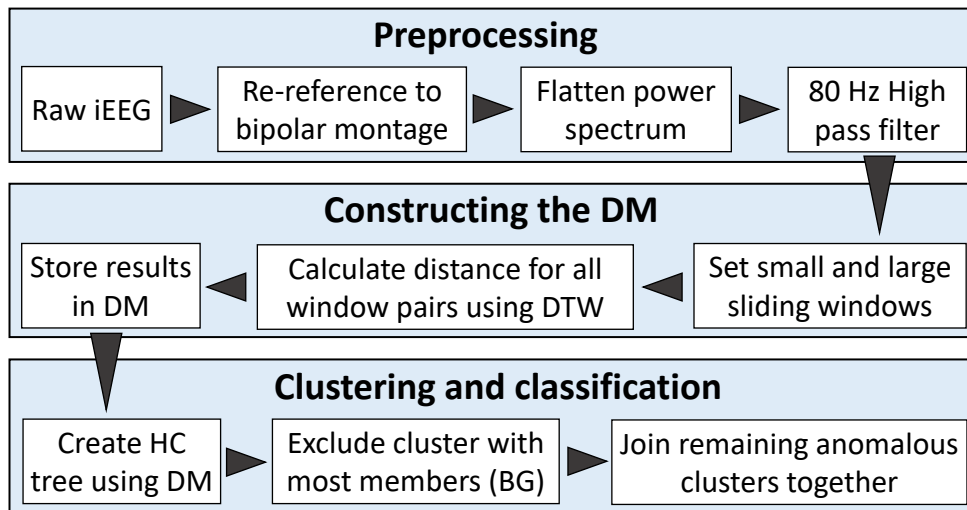 Preprocessing
Raw iEEG
Re-reference to
bipolar montage
Flatten power
spectrum
80 Hz High
pass filter
Constructing the DM
Store results
in DM
Calculate distance for all
window pairs using DTW
Set small and large
sliding windows
Clustering and classification
Create HC
tree using DM
Exclude cluster with
most members (BG)
Join remaining anomalous
clusters together